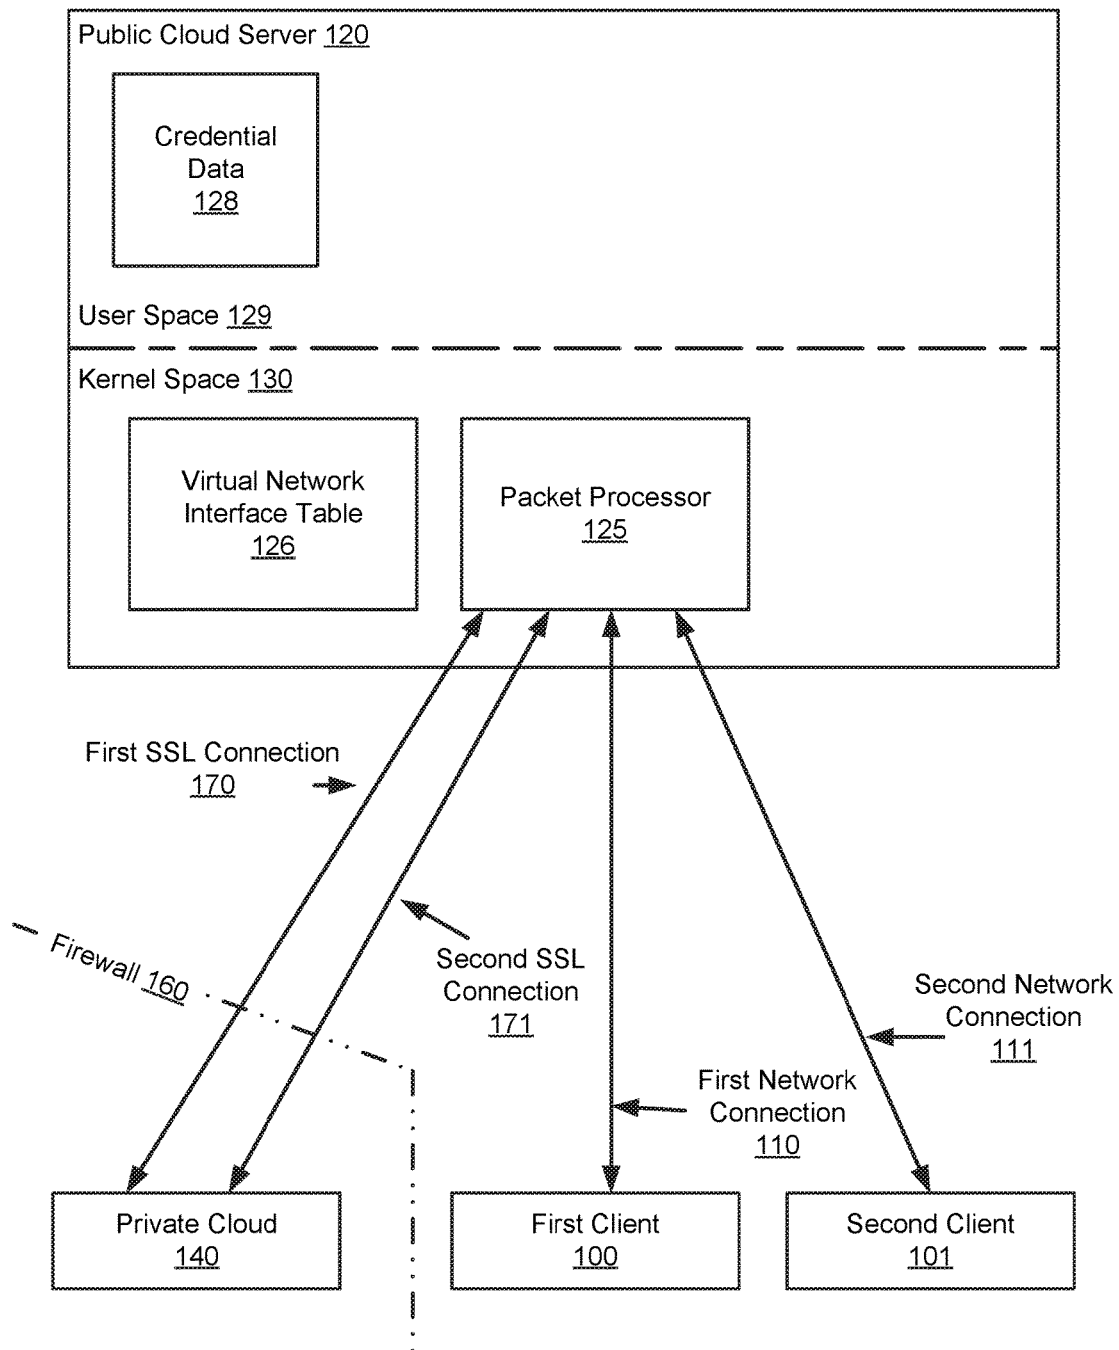 Public Cloud Server 120
Credential
Data
128
User Space 129
Kernel Space 130
Virtual Network
Interface Table
126
Packet Processor
125
First SSL Connection
170
Firewall 160
Second SSL
Connection
171
Second Network
Connection
111
First Network
Connection
110
Private Cloud
140
First Client
100
Second Client
101